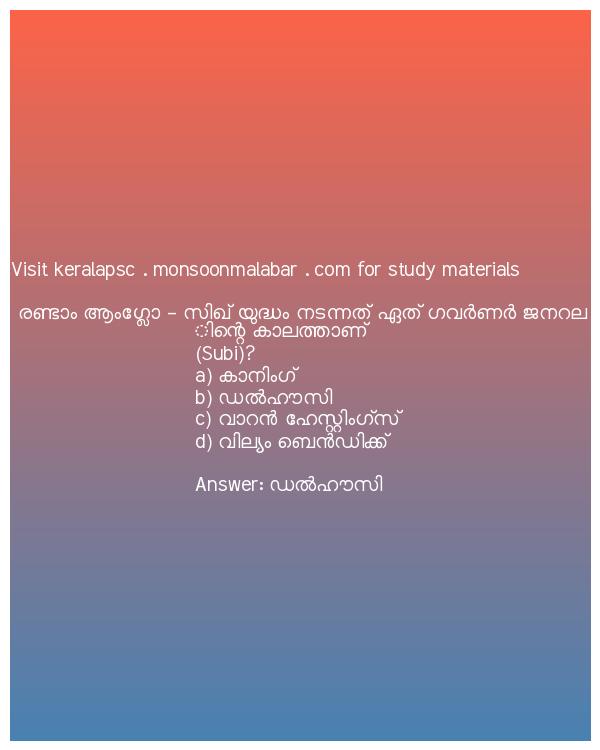 Visit keralapsc . monsoonmalabar . com for study materials
രണ്ടാം ആംഗ്ലോ - സിഖ് യുദ്ധം നടന്നത് ഏത് ഗവർണർ ജനറല
ിന്റെ കാലത്താണ്
(Subi)?
a) കാനിംഗ്
b) ഡൽഹൗസി
c) വാറൻ ഹേസ്റ്റിംഗ്സ്
d) വില്യം ബെൻഡിക്ക്
Answer: ഡൽഹൗസി